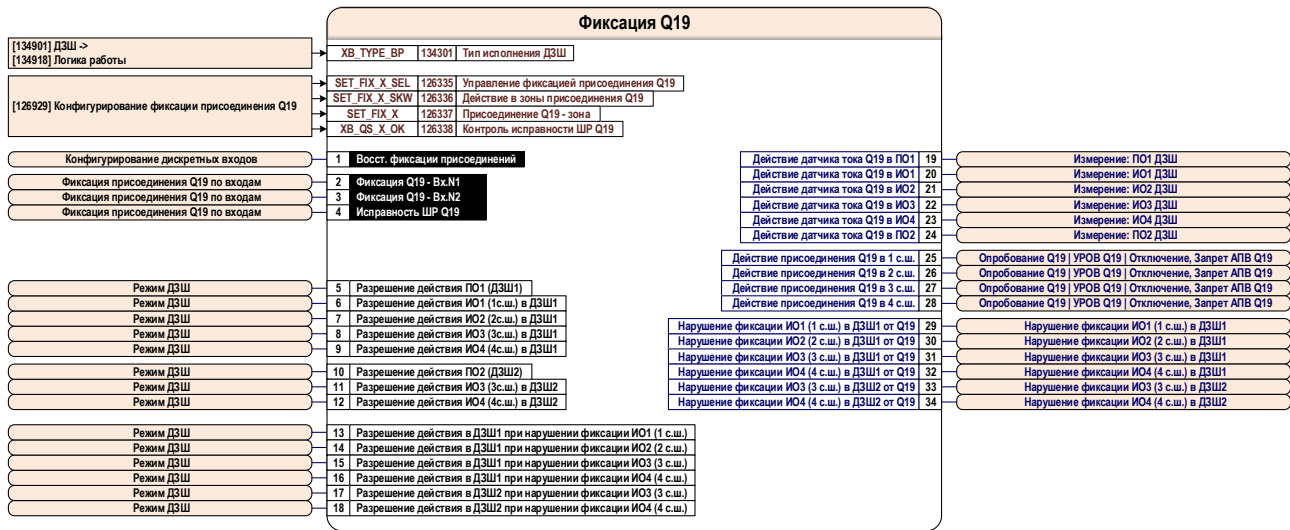 Фиксация Q19
[134901] ДЗШ ->
[134918] Логика работы
XB_TYPE_BP 134301 Тип исполнения ДЗШ
[126929] Конфигурирование фиксации присоединения Q19
SET_FIX_X_SEL 126335 Управление фиксацией присоединения Q19
SET_FIX_X_SKW 126336 Действие в зоны присоединения Q19
SET_FIX_X 126337 Присоединение Q19 - зона
XB_QS_X_OK 126338 Контроль исправности ШР Q19
Конфигурирование дискретных входов 1 Восст. фиксации присоединений
Фиксация присоединения Q19 по входам 2 Фиксация Q19 - Вх.N1
Фиксация присоединения Q19 по входам 3 Фиксация Q19 - Вх.N2
Фиксация присоединения Q19 по входам 4 Исправность ШР Q19
Режим ДЗШ 5 Разрешение действия ПО1 (ДЗШ1)
Режим ДЗШ 6 Разрешение действия ИО1 (1с.ш.) в ДЗШ1
Режим ДЗШ 7 Разрешение действия ИО2 (2с.ш.) в ДЗШ1
Режим ДЗШ 8 Разрешение действия ИО3 (3с.ш.) в ДЗШ1
Режим ДЗШ 9 Разрешение действия ИО4 (4с.ш.) в ДЗШ1
Режим ДЗШ 10 Разрешение действия ПО2 (ДЗШ2)
Режим ДЗШ 11 Разрешение действия ИО3 (3с.ш.) в ДЗШ2
Режим ДЗШ 12 Разрешение действия ИО4 (4с.ш.) в ДЗШ2
Режим ДЗШ 13 Разрешение действия в ДЗШ1 при нарушении фиксации ИО1 (1 с.ш.)
Режим ДЗШ 14 Разрешение действия в ДЗШ1 при нарушении фиксации ИО2 (2 с.ш.)
Режим ДЗШ 15 Разрешение действия в ДЗШ1 при нарушении фиксации ИО3 (3 с.ш.)
Режим ДЗШ 16 Разрешение действия в ДЗШ1 при нарушении фиксации ИО4 (4 с.ш.)
Режим ДЗШ 17 Разрешение действия в ДЗШ2 при нарушении фиксации ИО3 (3 с.ш.)
Режим ДЗШ 18 Разрешение действия в ДЗШ2 при нарушении фиксации ИО4 (4 с.ш.)
Действие датчика тока Q19 в ПО1 19 Измерение: ПО1 ДЗШ
Действие датчика тока Q19 в ИО1 20 Измерение: ИО1 ДЗШ
Действие датчика тока Q19 в ИО2 21 Измерение: ИО2 ДЗШ
Действие датчика тока Q19 в ИО3 22 Измерение: ИО3 ДЗШ
Действие датчика тока Q19 в ИО4 23 Измерение: ИО4 ДЗШ
Действие датчика тока Q19 в ПО2 24 Измерение: ПО2 ДЗШ
Действие присоединения Q19 в 1 с.ш. 25 Опробование Q19 | УРОВ Q19 | Отключение, Запрет АПВ Q19
Действие присоединения Q19 в 2 с.ш. 26 Опробование Q19 | УРОВ Q19 | Отключение, Запрет АПВ Q19
Действие присоединения Q19 в 3 с.ш. 27 Опробование Q19 | УРОВ Q19 | Отключение, Запрет АПВ Q19
Действие присоединения Q19 в 4 с.ш. 28 Опробование Q19 | УРОВ Q19 | Отключение, Запрет АПВ Q19
Нарушение фиксации ИО1 (1 с.ш.) в ДЗШ1 от Q19 29 Нарушение фиксации ИО1 (1 с.ш.) в ДЗШ1
Нарушение фиксации ИО2 (2 с.ш.) в ДЗШ1 от Q19 30 Нарушение фиксации ИО2 (2 с.ш.) в ДЗШ1
Нарушение фиксации ИО3 (3 с.ш.) в ДЗШ1 от Q19 31 Нарушение фиксации ИО3 (3 с.ш.) в ДЗШ1
Нарушение фиксации ИО4 (4 с.ш.) в ДЗШ1 от Q19 32 Нарушение фиксации ИО4 (4 с.ш.) в ДЗШ1
Нарушение фиксации ИО3 (3 с.ш.) в ДЗШ2 от Q19 33 Нарушение фиксации ИО3 (3 с.ш.) в ДЗШ2
Нарушение фиксации ИО4 (4 с.ш.) в ДЗШ2 от Q19 34 Нарушение фиксации ИО4 (4 с.ш.) в ДЗШ2